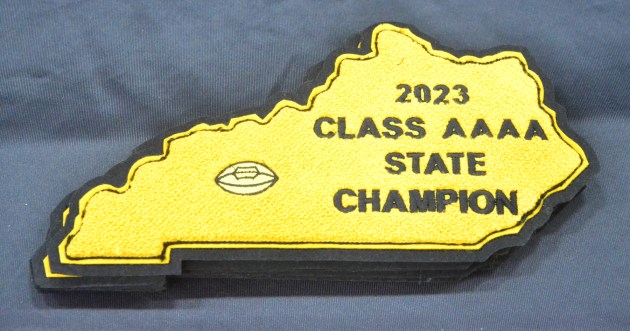 2023
CLASS AAAA
STATE
CHAMPION